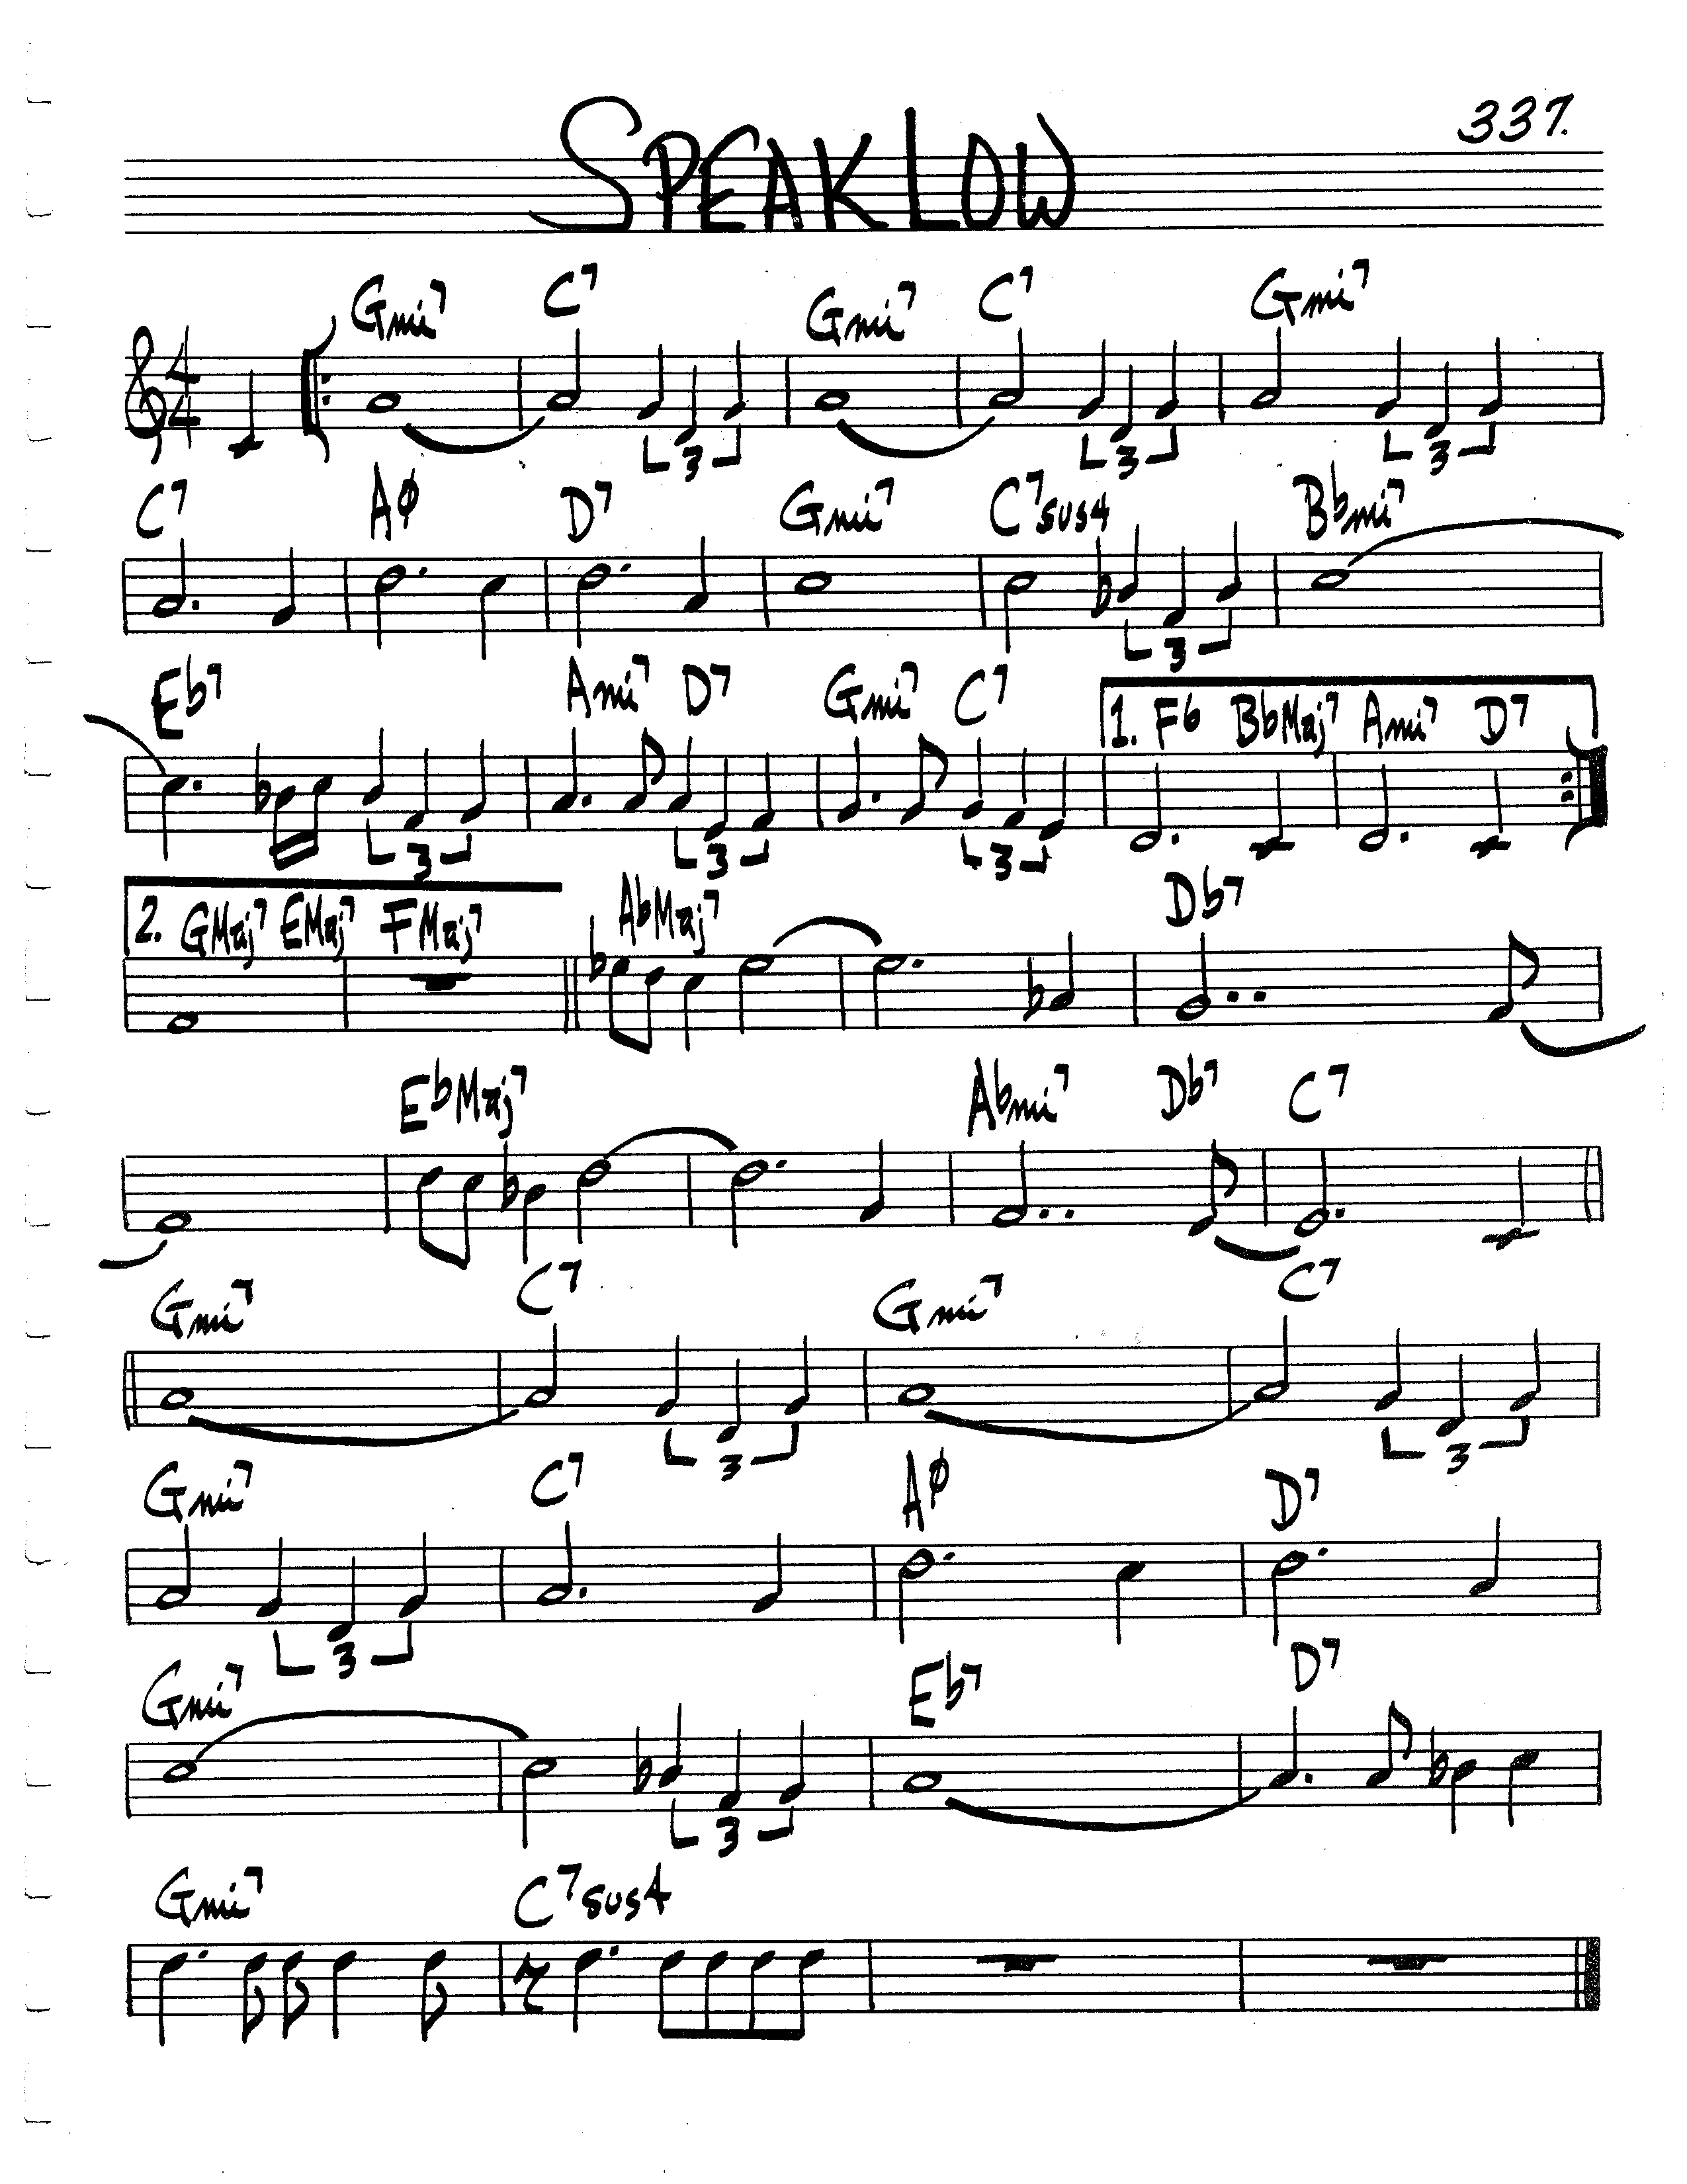 337.
SPEAK LOW
Gmi7 C7 Gmi7 C7 Gmi7
4
4
3 3 3
C7 Aø D7 Gmi7 C7sus4 Bbmi7
3
Eb7 Ami7 D7 Gmi7 C7 1. F6 BbMaj7 Ami7 D7
3 3 3
2. GMaj7 EMaj7 FMaj7 AbMaj7 Db7
EbMaj7 Abmi7 Db7 C7
Gmi7 C7 Gmi7 C7
3 3
Gmi7 C7 Aø D7
3
Gmi7 Eb7 D7
3
Gmi7 C7sus4